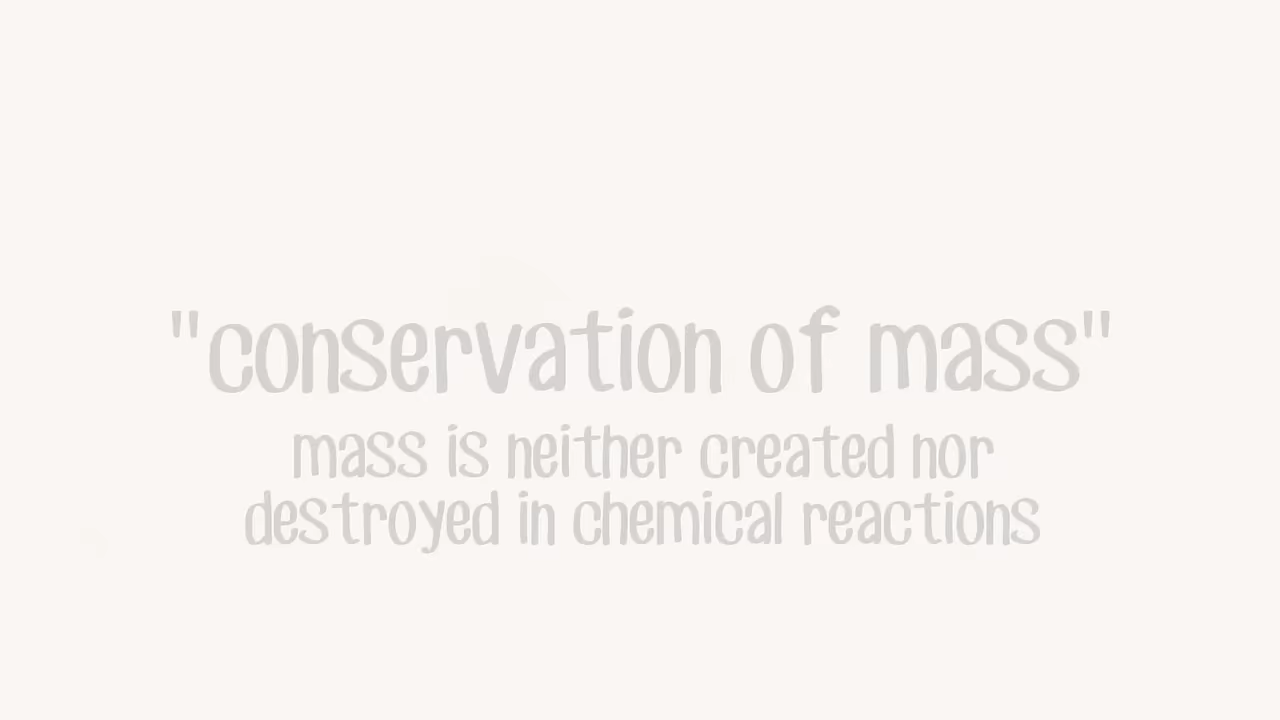 "conservation of mass"
mass is neither created nor
destroyed in chemical reactions